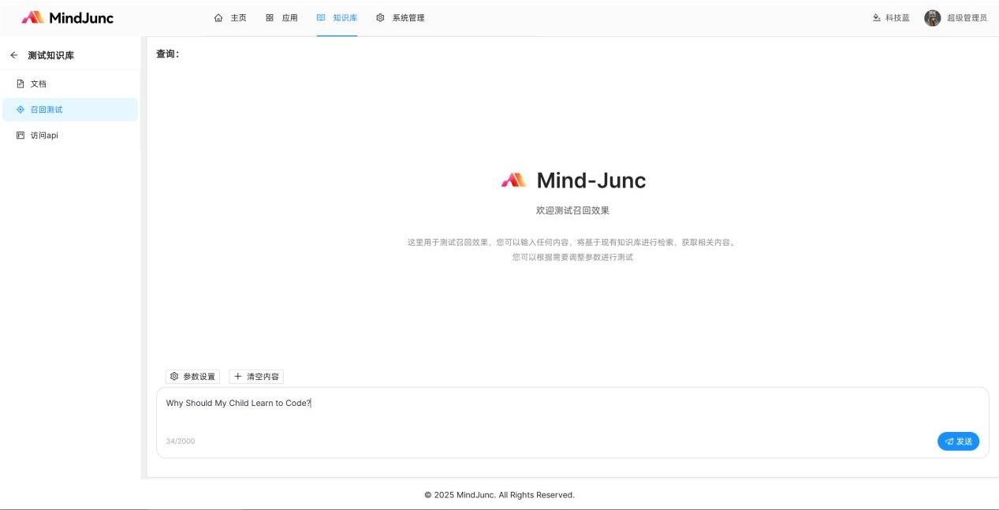 MindJunc 主页 应用 知识库 系统管理 科技蓝 超级管理员
测试知识库
文档
召回测试
访问api
查询：
Mind-Junc
欢迎测试召回效果
这里用于测试召回效果，您可以输入任何内容，将基于现有知识库进行检索，获取相关内容。
您可以根据需要调整参数进行测试
参数设置 清空内容
Why Should My Child Learn to Code?
34/2000 发送
© 2025 MindJunc. All Rights Reserved.